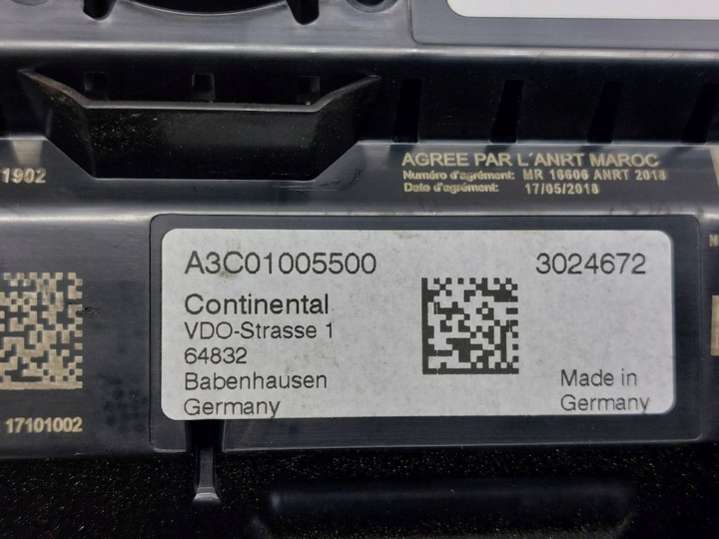 1902
AGREE PAR L'ANRT MAROC
Numéro d'agrément: MR 16606 ANRT 2018
Date d'agrément: 17/05/2018
A3C01005500 3024672
Continental
VDO-Strasse 1
64832
Babenhausen
Germany
Made in
Germany
17101002